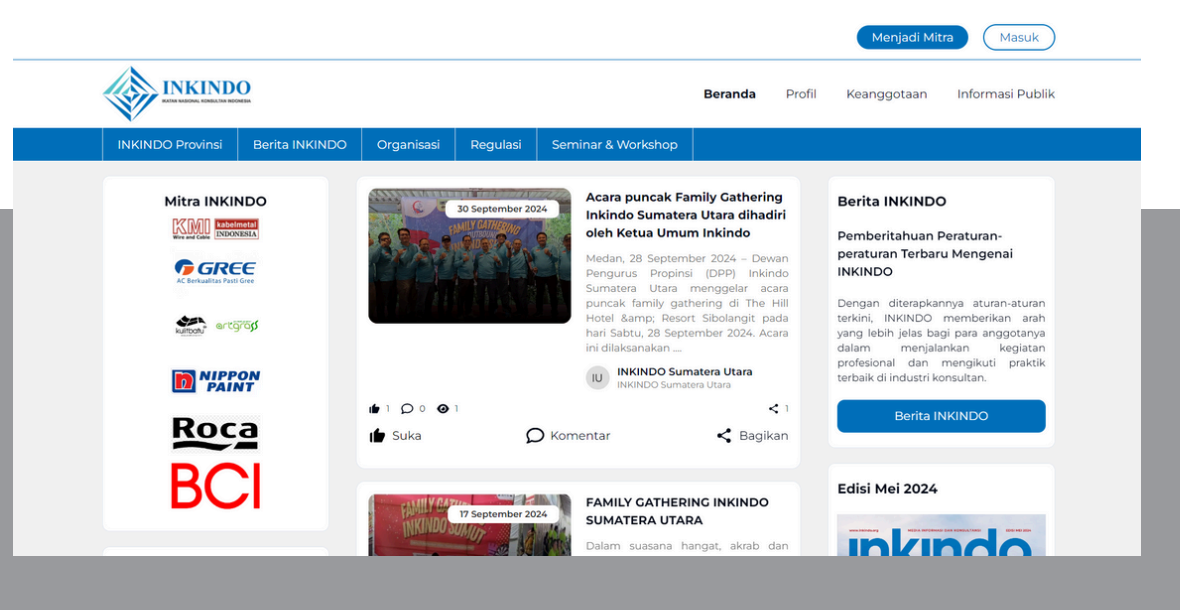 Menjadi Mitra
Masuk
INKINDO
IKATAN NASIONAL KONSULTAN INDONESIA
Beranda
Profil
Keanggotaan
Informasi Publik
INKINDO Provinsi
Berita INKINDO
Organisasi
Regulasi
Seminar & Workshop
Mitra INKINDO
KMI kabelmetal
Wire and Cable INDONESIA
GREE
AC Berkualitas Pasti Gree
kulitbatu artgrass
NIPPON
PAINT
Roca
BCI
30 September 2024
FAMILY GATHERING
Acara puncak Family Gathering
Inkindo Sumatera Utara dihadiri
oleh Ketua Umum Inkindo
Medan, 28 September 2024 – Dewan
Pengurus Propinsi (DPP) Inkindo
Sumatera Utara menggelar acara
puncak family gathering di The Hill
Hotel &amp; Resort Sibolangit pada
hari Sabtu, 28 September 2024. Acara
ini dilaksanakan ....
IU
INKINDO Sumatera Utara
INKINDO Sumatera Utara
1
0
1
1
Suka
Komentar
Bagikan
17 September 2024
INKINDO SUMUT
FAMILY GATHERING INKINDO
SUMATERA UTARA
Dalam suasana hangat, akrab dan
Berita INKINDO
Pemberitahuan Peraturan-
peraturan Terbaru Mengenai
INKINDO
Dengan diterapkannya aturan-aturan
terkini, INKINDO memberikan arah
yang lebih jelas bagi para anggotanya
dalam menjalankan kegiatan
profesional dan mengikuti praktik
terbaik di industri konsultan.
Berita INKINDO
Edisi Mei 2024
inkindo